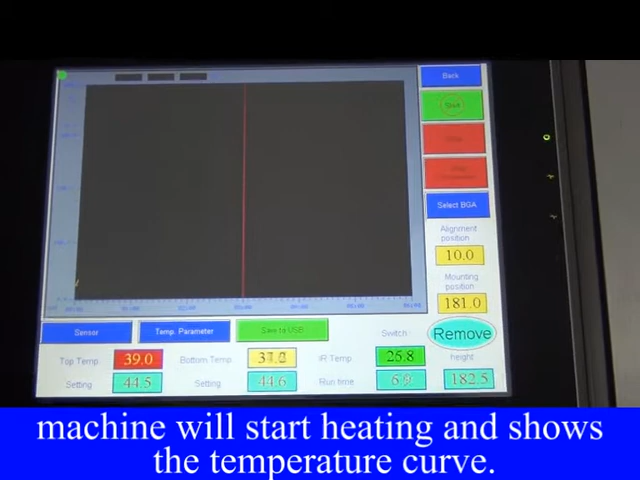 Back
Start
Select BGA
Alignment
position
10.0
Mounting
position
181.0
Sensor
Temp. Parameter
Save to USB
Switch
Remove
Top Temp
39.0
Bottom Temp
IR Temp
25.8
height
Setting
44.5
Setting
44.6
Run time
182.5
machine will start heating and shows
the temperature curve.